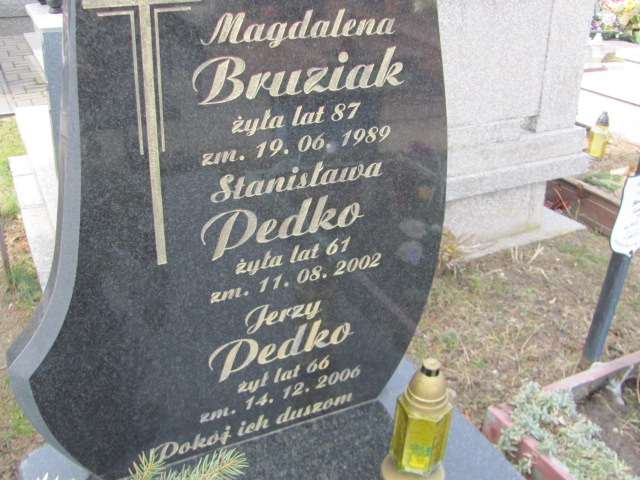 Magdalena
Bruziak
żyła lat 87
zm. 19. 06. 1989
Stanisława
Pedko
żyła lat 61
zm. 11. 08. 2002
Jerzy
Pedko
żył lat 66
zm. 14. 12. 2006
Pokój ich duszom